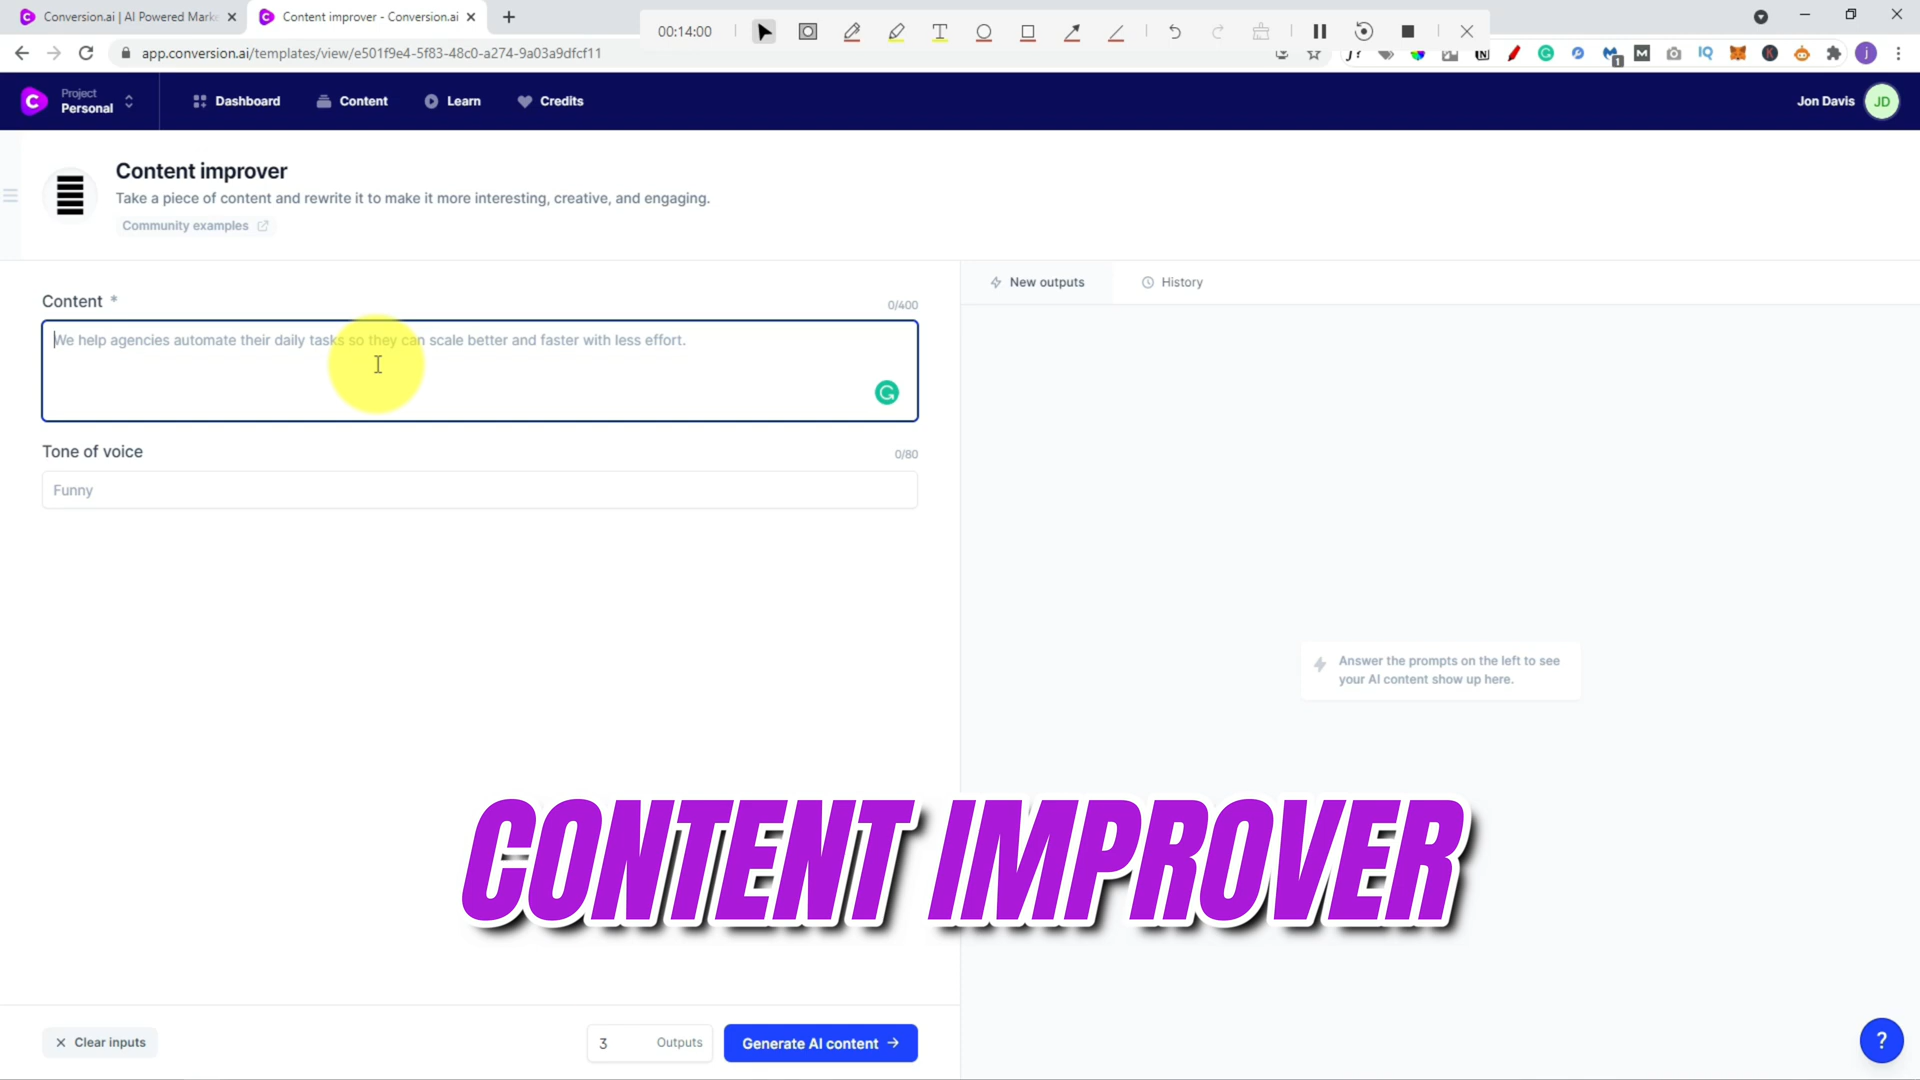 Conversion.ai | AI Powered Marke
Content improver - Conversion.ai
00:14:00
app.conversion.ai/templates/view/e501f9e4-5f83-48c0-a274-9a03a9dfcf11
Project
Personal
Dashboard
Content
Learn
Credits
Jon Davis
JD
Content improver
Take a piece of content and rewrite it to make it more interesting, creative, and engaging.
Community examples
Content *
0/400
We help agencies automate their daily tasks so they can scale better and faster with less effort.
Tone of voice
0/80
Funny
New outputs
History
Answer the prompts on the left to see
your AI content show up here.
CONTENT IMPROVER
Clear inputs
3 Outputs
Generate AI content
?